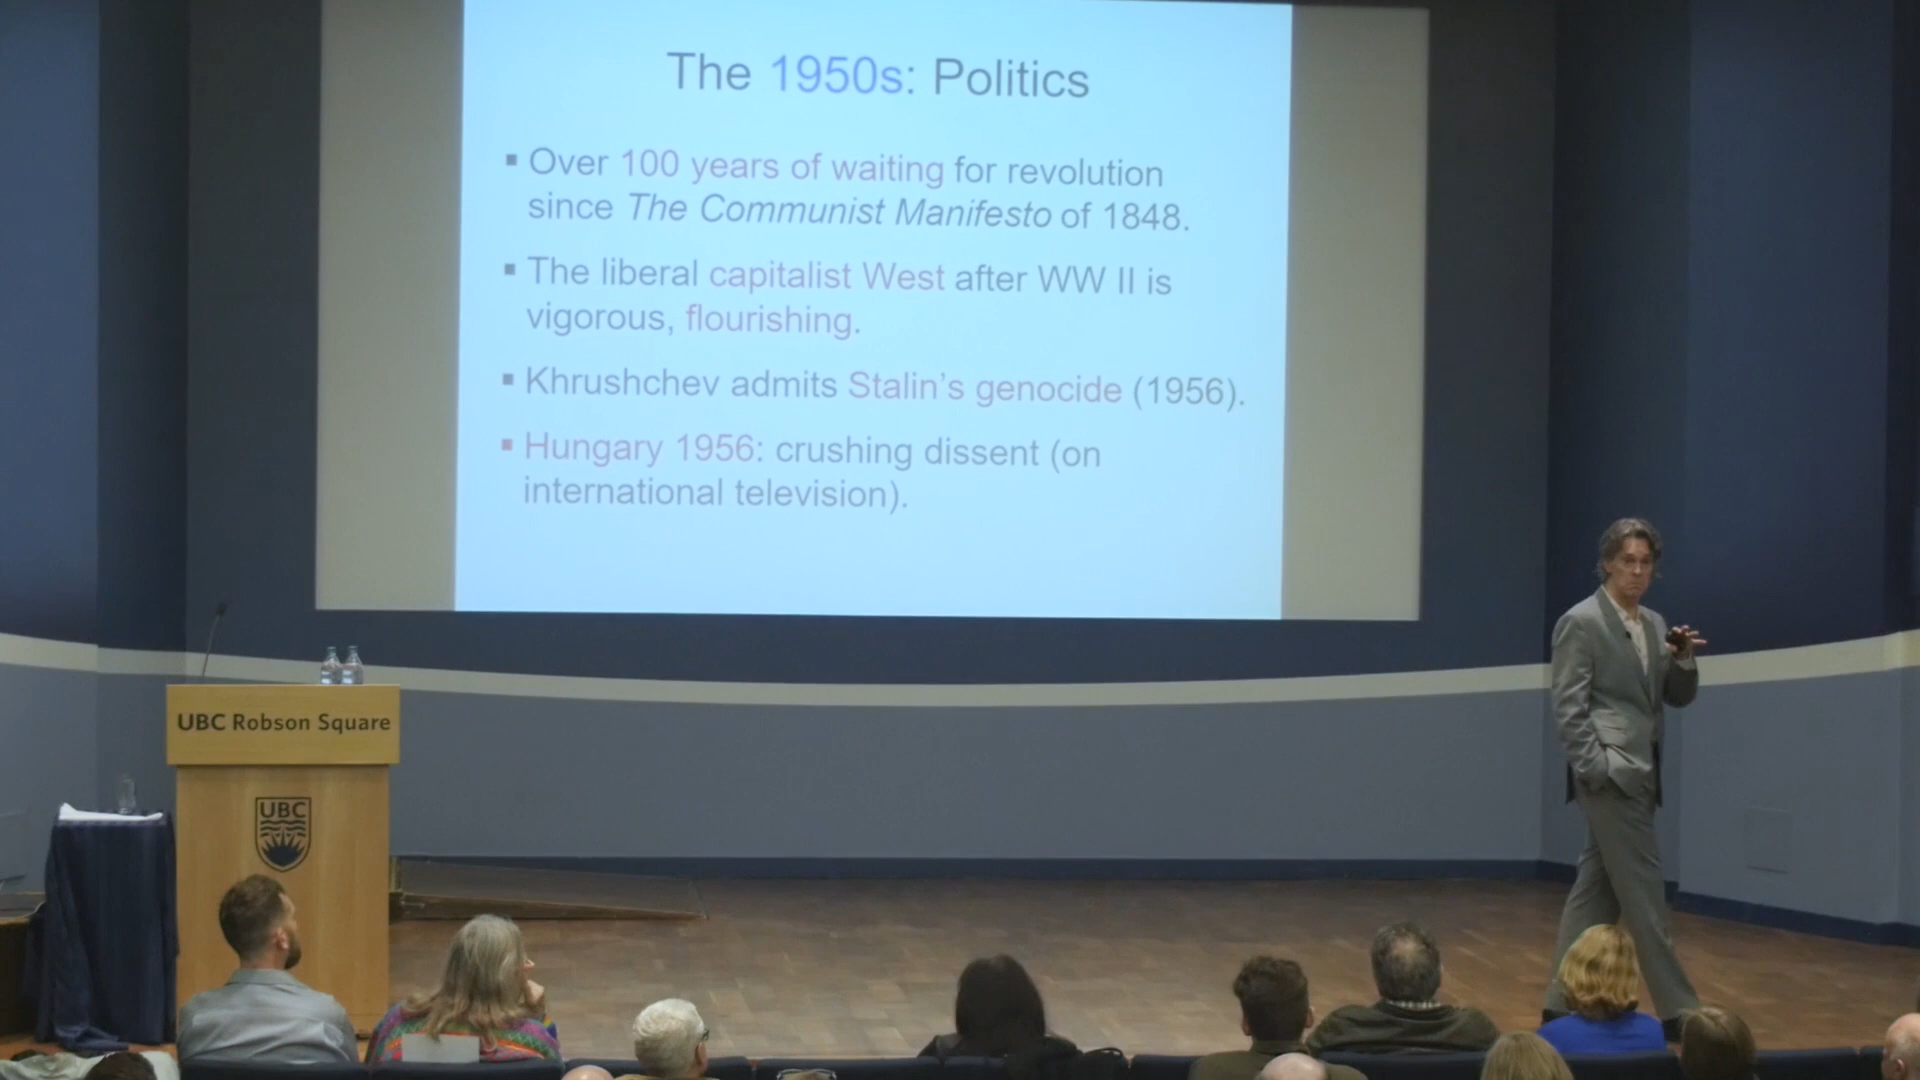 The 1950s: Politics
▪ Over 100 years of waiting for revolution
since The Communist Manifesto of 1848.
▪ The liberal capitalist West after WW II is
vigorous, flourishing.
▪ Khrushchev admits Stalin's genocide (1956).
▪ Hungary 1956: crushing dissent (on
international television).
UBC Robson Square
UBC